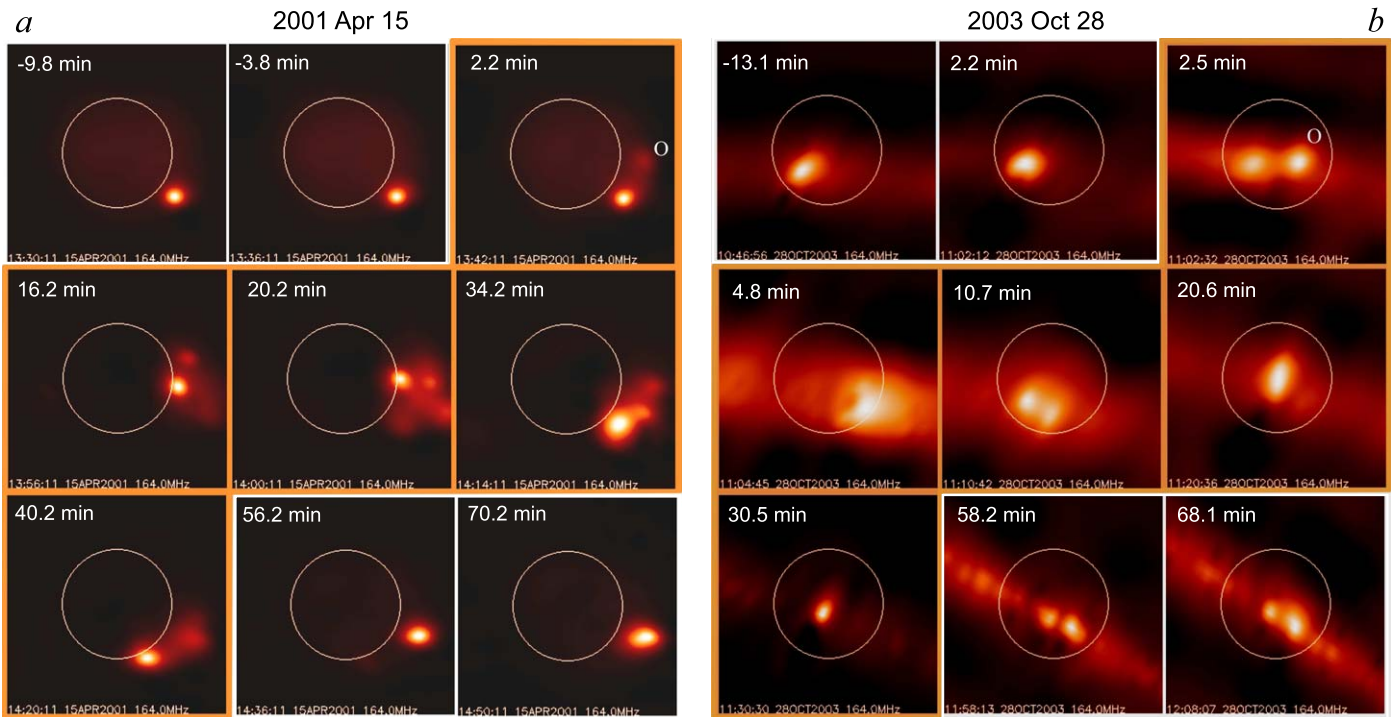 a 2001 Apr 15
2003 Oct 28 b
-9.8 min
-3.8 min
2.2 min
O
13:30:11 15APR2001 164.0MHz
13:36:11 15APR2001 164.0MHz
13:42:11 15APR2001 164.0MHz
16.2 min
20.2 min
34.2 min
13:56:11 15APR2001 164.0MHz
14:00:11 15APR2001 164.0MHz
14:14:11 15APR2001 164.0MHz
40.2 min
56.2 min
70.2 min
14:20:11 15APR2001 164.0MHz
14:36:11 15APR2001 164.0MHz
14:50:11 15APR2001 164.0MHz
-13.1 min
2.2 min
2.5 min
O
10:46:56 28OCT2003 164.0MHz
11:02:12 28OCT2003 164.0MHz
11:02:32 28OCT2003 164.0MHz
4.8 min
10.7 min
20.6 min
11:04:45 28OCT2003 164.0MHz
11:10:42 28OCT2003 164.0MHz
11:20:36 28OCT2003 164.0MHz
30.5 min
58.2 min
68.1 min
11:30:30 28OCT2003 164.0MHz
11:58:13 28OCT2003 164.0MHz
12:08:07 28OCT2003 164.0MHz